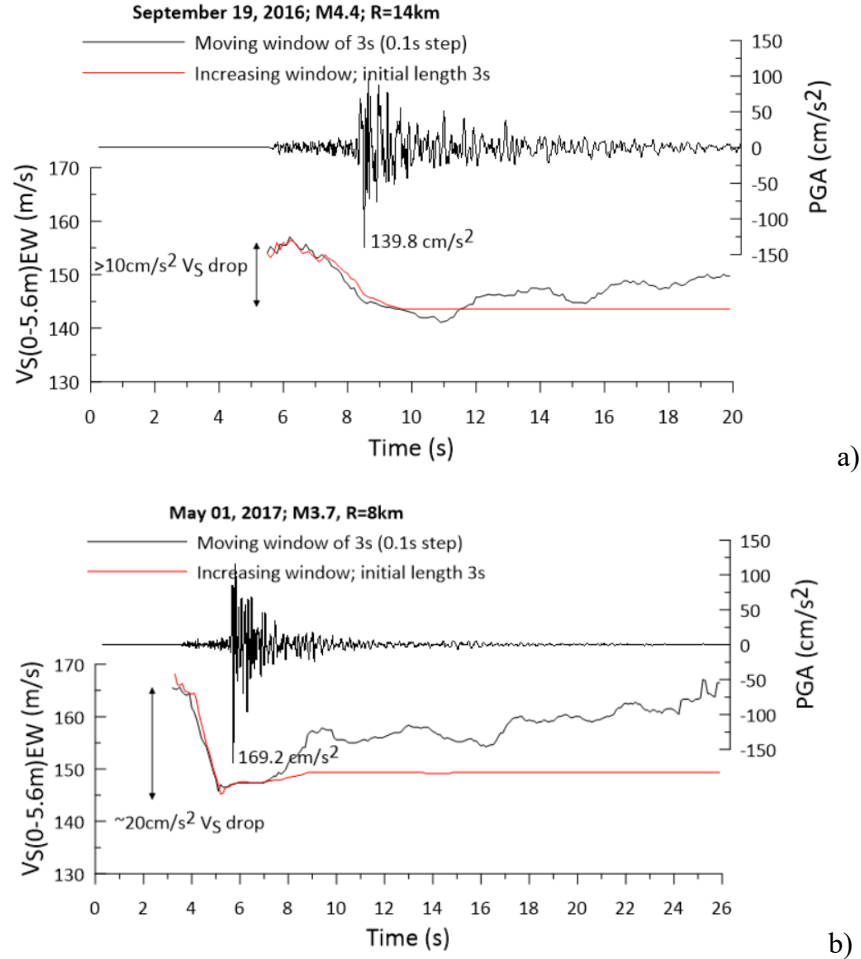 September 19, 2016; M4.4; R=14km
Moving window of 3s (0.1s step)
Increasing window; initial length 3s
150
100
50
0
-50
-100
-150
PGA (cm/s²)
139.8 cm/s²
170
160
150
140
130
VS(0-5.6m)EW (m/s)
>10cm/s² VS drop
0 2 4 6 8 10 12 14 16 18 20
Time (s)
a)
May 01, 2017; M3.7, R=8km
Moving window of 3s (0.1s step)
Increasing window; initial length 3s
150
100
50
0
-50
-100
-150
PGA (cm/s²)
169.2 cm/s²
170
160
150
140
130
VS(0-5.6m)EW (m/s)
~20cm/s² VS drop
0 2 4 6 8 10 12 14 16 18 20 22 24 26
Time (s)
b)